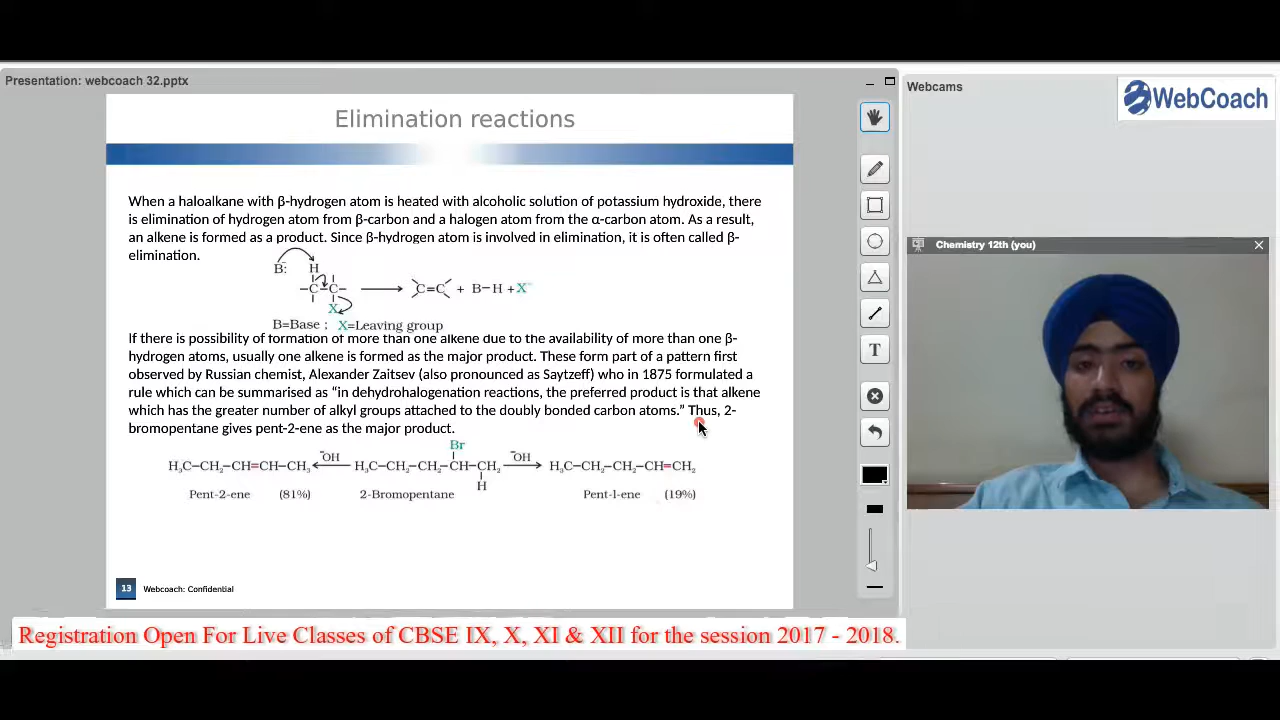 Presentation: webcoach 32.pptx
Webcams
WebCoach
Elimination reactions
When a haloalkane with β-hydrogen atom is heated with alcoholic solution of potassium hydroxide, there
is elimination of hydrogen atom from β-carbon and a halogen atom from the α-carbon atom. As a result,
an alkene is formed as a product. Since β-hydrogen atom is involved in elimination, it is often called β-
elimination.
B:⁻ H
–C–C– → C=C + B–H + X⁻
X
B=Base ; X=Leaving group
If there is possibility of formation of more than one alkene due to the availability of more than one β-
hydrogen atoms, usually one alkene is formed as the major product. These form part of a pattern first
observed by Russian chemist, Alexander Zaitsev (also pronounced as Saytzeff) who in 1875 formulated a
rule which can be summarised as “in dehydrohalogenation reactions, the preferred product is that alkene
which has the greater number of alkyl groups attached to the doubly bonded carbon atoms.” Thus, 2-
bromopentane gives pent-2-ene as the major product.
Br
H₃C–CH₂–CH=CH–CH₃ ←⁻OH H₃C–CH₂–CH₂–CH–CH₂ ⁻OH→ H₃C–CH₂–CH₂–CH=CH₂
H
Pent-2-ene (81%) 2-Bromopentane Pent-1-ene (19%)
13 Webcoach: Confidential
T
Chemistry 12th (you)
Registration Open For Live Classes of CBSE IX, X, XI & XII for the session 2017 - 2018.